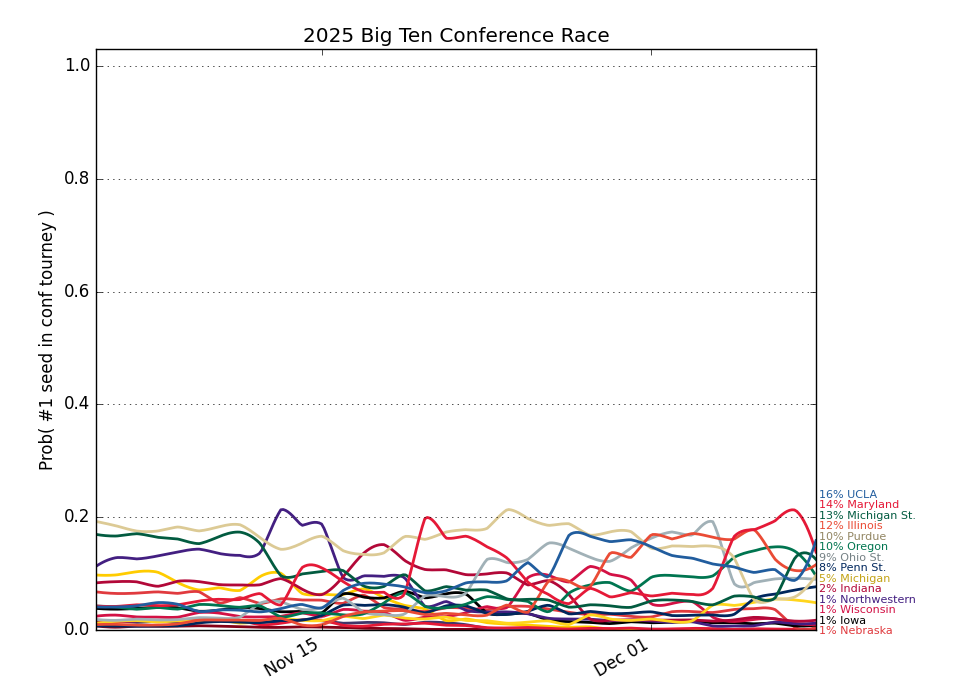 2025 Big Ten Conference Race
Prob( #1 seed in conf tourney )
1.0
0.8
0.6
0.4
0.2
0.0
Nov 15
Dec 01
16% UCLA
14% Maryland
13% Michigan St.
12% Illinois
10% Purdue
10% Oregon
9% Ohio St.
8% Penn St.
5% Michigan
2% Indiana
1% Northwestern
1% Wisconsin
1% Iowa
1% Nebraska